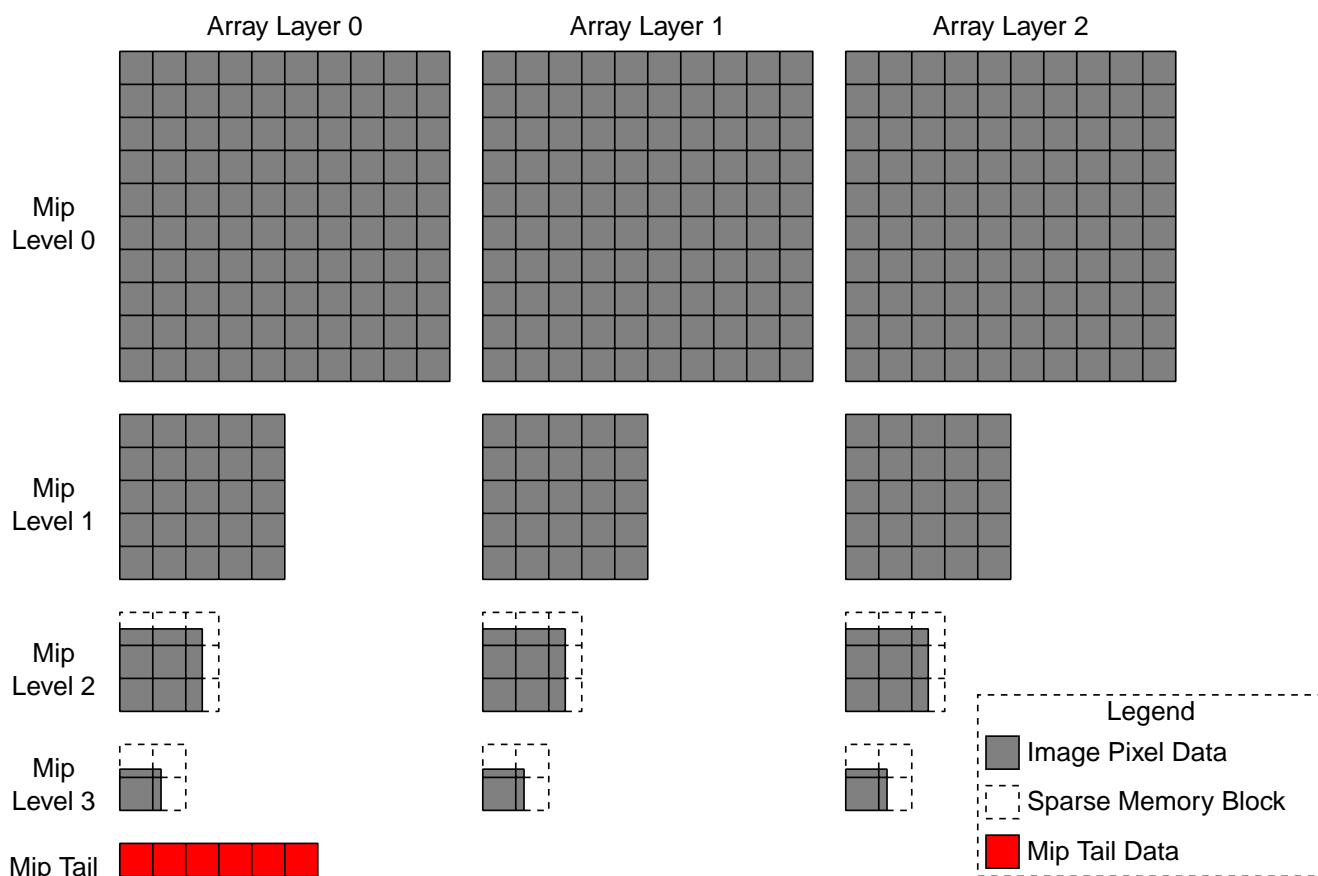 Array Layer 0
Array Layer 1
Array Layer 2
Mip
Level 0
Mip
Level 1
Mip
Level 2
Mip
Level 3
Mip Tail
Legend
Image Pixel Data
Sparse Memory Block
Mip Tail Data